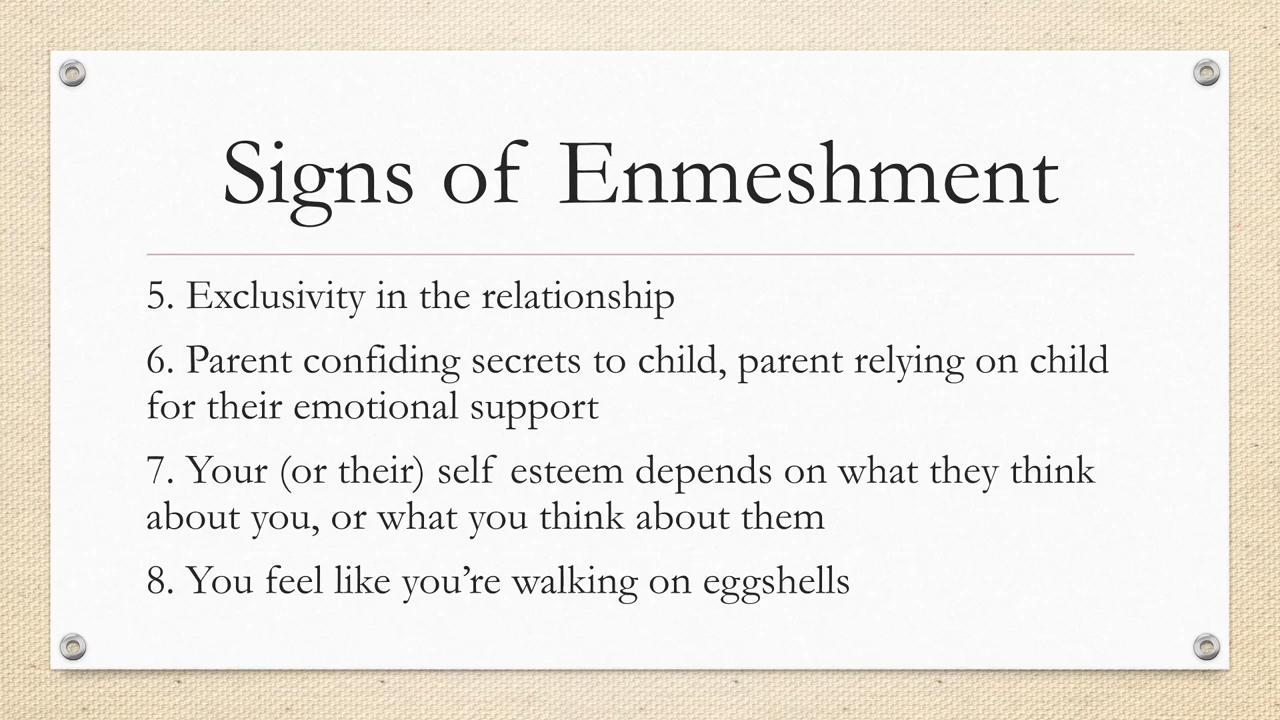 Signs of Enmeshment
5. Exclusivity in the relationship
6. Parent confiding secrets to child, parent relying on child
for their emotional support
7. Your (or their) self esteem depends on what they think
about you, or what you think about them
8. You feel like you’re walking on eggshells